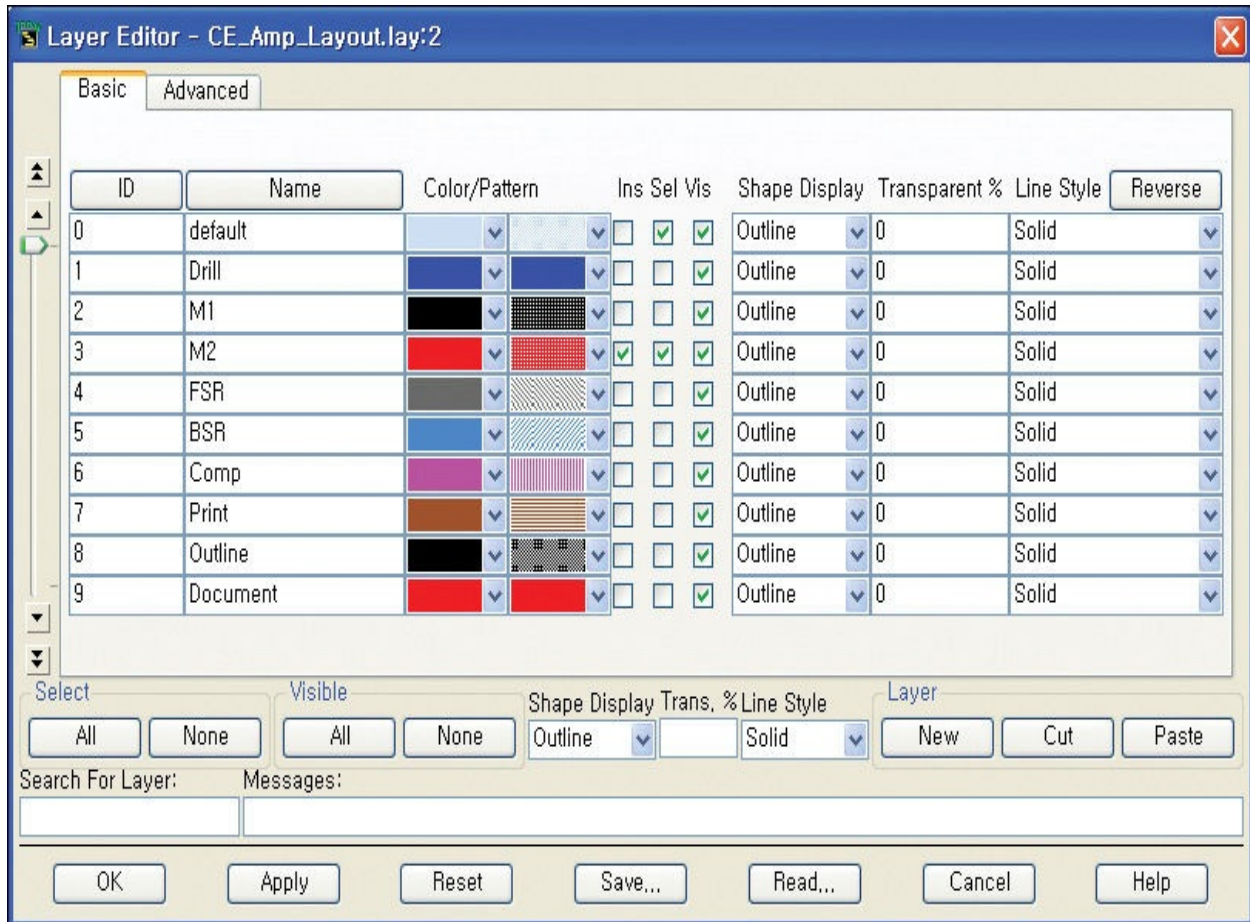 Layer Editor - CE_Amp_Layout.lay:2
Basic Advanced
ID Name Color/Pattern Ins Sel Vis Shape Display Transparent % Line Style Reverse
0 default Outline 0 Solid
1 Drill Outline 0 Solid
2 M1 Outline 0 Solid
3 M2 Outline 0 Solid
4 FSR Outline 0 Solid
5 BSR Outline 0 Solid
6 Comp Outline 0 Solid
7 Print Outline 0 Solid
8 Outline Outline 0 Solid
9 Document Outline 0 Solid
Select Visible Shape Display Trans, % Line Style Layer
All None All None Outline Solid New Cut Paste
Search For Layer: Messages:
OK Apply Reset Save,,, Read,,, Cancel Help